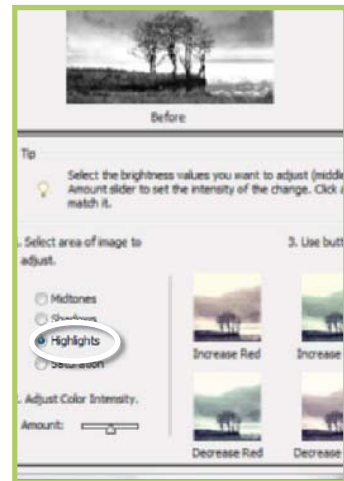 Before
Tip
Select the brightness values you want to adjust (middle
Amount slider to set the intensity of the change. Click a
match it.
. Select area of image to
adjust.
3. Use butt
Midtones
Shadows
Highlights
Saturation
. Adjust Color Intensity.
Amount:
Increase Red
Increase
Decrease Red
Decrease